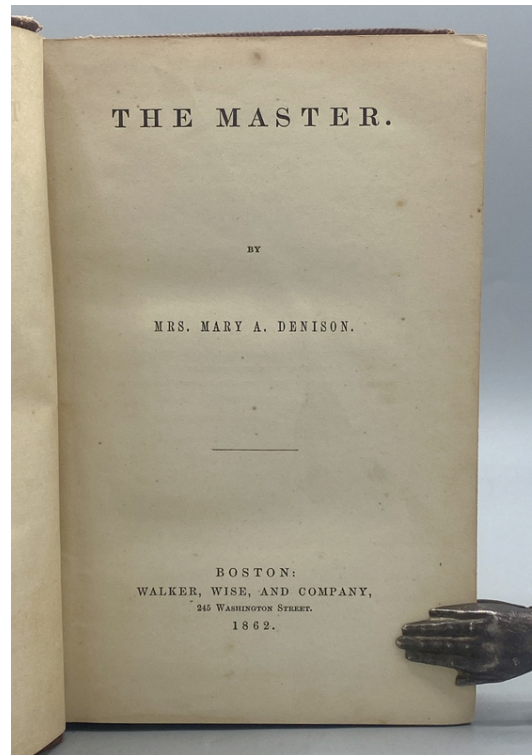 THE MASTER.
BY
MRS. MARY A. DENISON.
BOSTON:
WALKER, WISE, AND COMPANY,
245 WASHINGTON STREET.
1862.